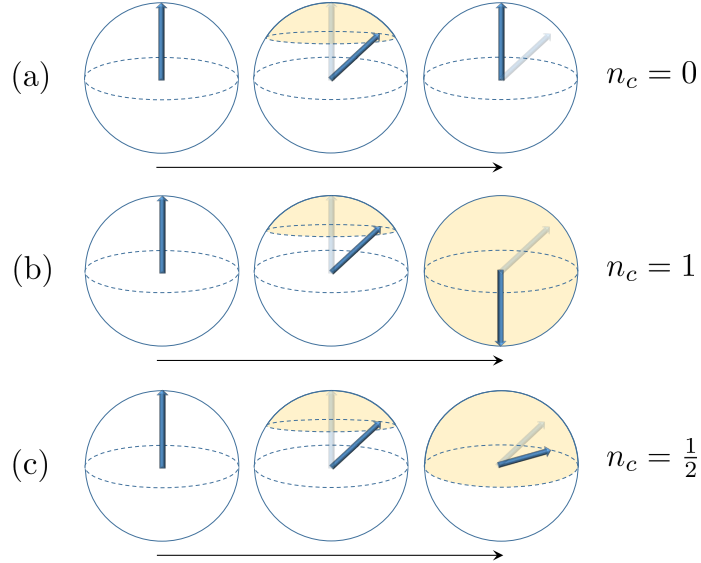 (a) n_c = 0
(b) n_c = 1
(c) n_c = 1/2